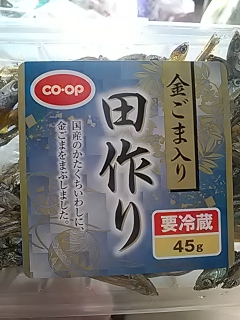 co·op
金ごま入り
田作り
国産のかたくちいわしに、
金ごまをまぶしました。
要冷蔵
45g